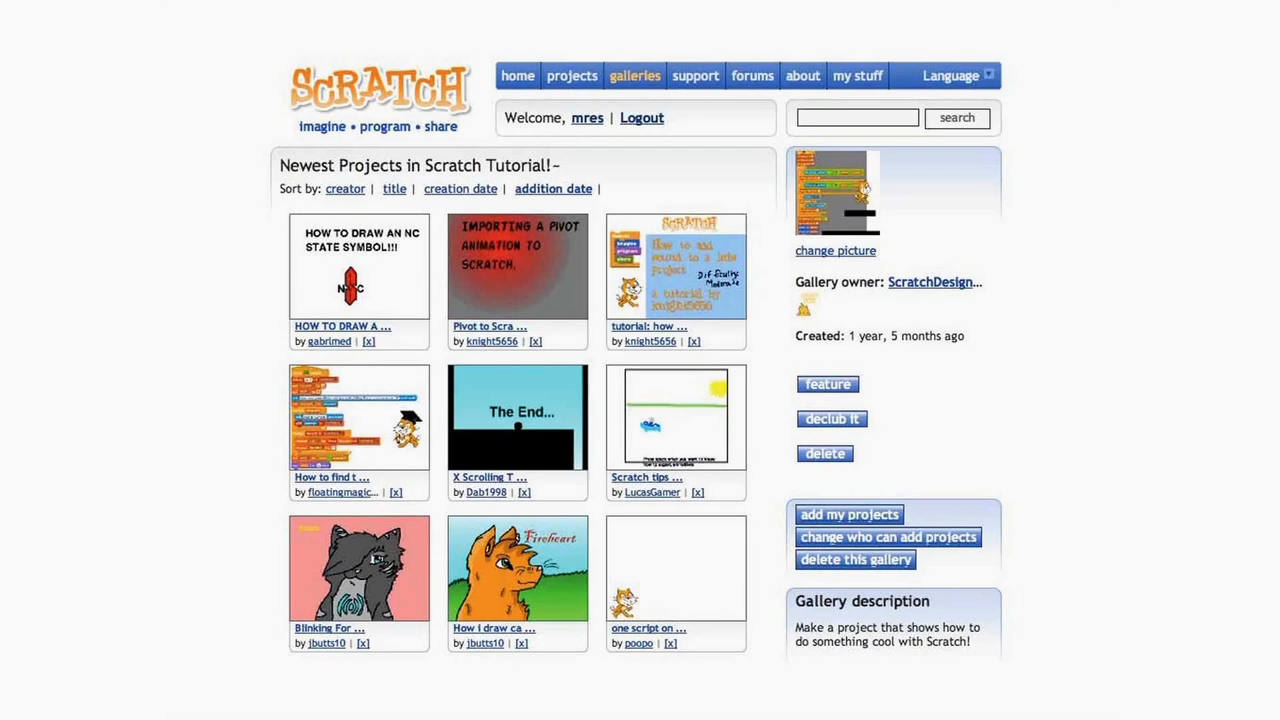 SCRATCH
imagine • program • share
home projects galleries support forums about my stuff Language
Welcome, mres | Logout
search
Newest Projects in Scratch Tutorial!~
Sort by: creator | title | creation date | addition date |
HOW TO DRAW AN NC
STATE SYMBOL!!!
HOW TO DRAW A ...
by gabrimed | [x]
IMPORTING A PIVOT
ANIMATION TO
SCRATCH.
Pivot to Scra ...
by knight5656 | [x]
SCRATCH
How to add
sound to a
project
Difficulty:
Moderate
a tutorial by
knight5656
tutorial: how ...
by knight5656 | [x]
How to find t ...
by floatingmagic... | [x]
The End...
X Scrolling T ...
by Dab1998 | [x]
Scratch tips ...
by LucasGamer | [x]
Blinking For ...
by jbutts10 | [x]
Fireheart
How i draw ca ...
by jbutts10 | [x]
one script on ...
by poopo | [x]
change picture
Gallery owner: ScratchDesign...
Created: 1 year, 5 months ago
feature
declub it
delete
add my projects
change who can add projects
delete this gallery
Gallery description
Make a project that shows how to
do something cool with Scratch!